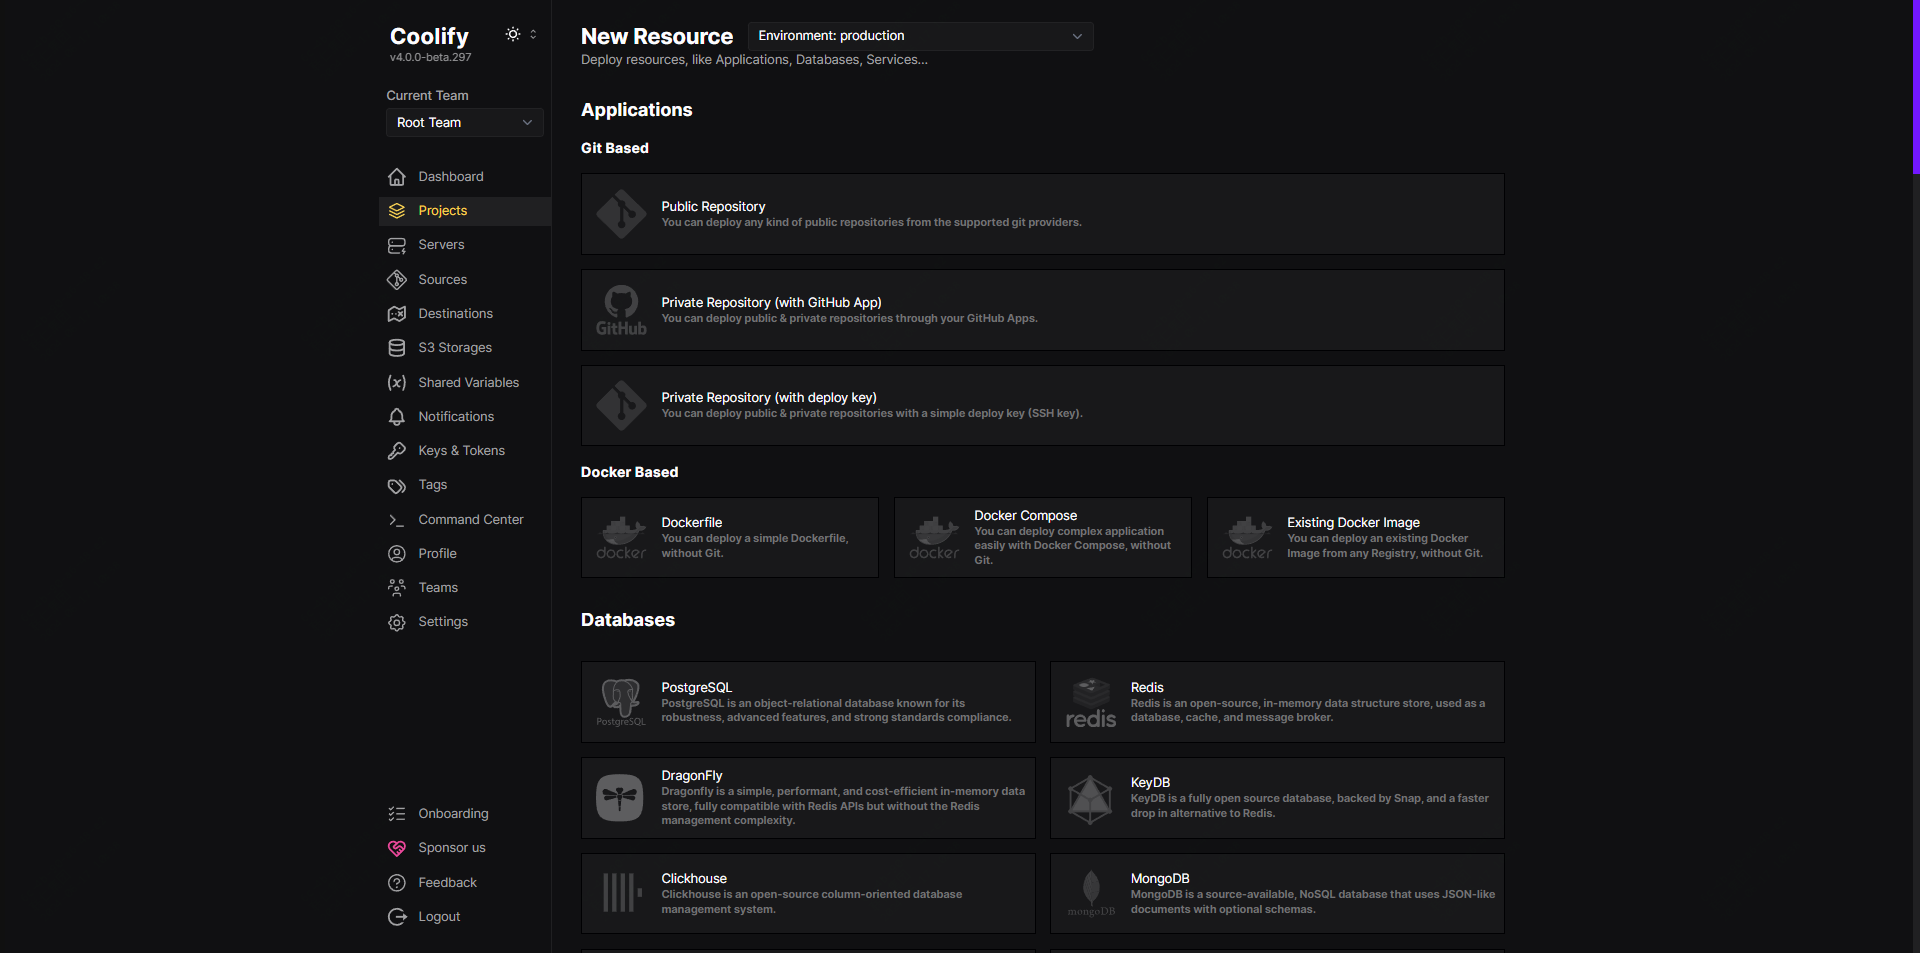 Coolify
v4.0.0-beta.297
Current Team
Root Team
Dashboard
Projects
Servers
Sources
Destinations
S3 Storages
Shared Variables
Notifications
Keys & Tokens
Tags
Command Center
Profile
Teams
Settings
Onboarding
Sponsor us
Feedback
Logout
New Resource
Environment: production
Deploy resources, like Applications, Databases, Services...
Applications
Git Based
Public Repository
You can deploy any kind of public repositories from the supported git providers.
GitHub
Private Repository (with GitHub App)
You can deploy public & private repositories through your GitHub Apps.
Private Repository (with deploy key)
You can deploy public & private repositories with a simple deploy key (SSH key).
Docker Based
docker
Dockerfile
You can deploy a simple Dockerfile,
without Git.
docker
Docker Compose
You can deploy complex application
easily with Docker Compose, without
Git.
docker
Existing Docker Image
You can deploy an existing Docker
Image from any Registry, without Git.
Databases
PostgreSQL
PostgreSQL
PostgreSQL is an object-relational database known for its
robustness, advanced features, and strong standards compliance.
redis
Redis
Redis is an open-source, in-memory data structure store, used as a
database, cache, and message broker.
DragonFly
Dragonfly is a simple, performant, and cost-efficient in-memory data
store, fully compatible with Redis APIs but without the Redis
management complexity.
KeyDB
KeyDB is a fully open source database, backed by Snap, and a faster
drop in alternative to Redis.
Clickhouse
Clickhouse is an open-source column-oriented database
management system.
mongoDB
MongoDB
MongoDB is a source-available, NoSQL database that uses JSON-like
documents with optional schemas.